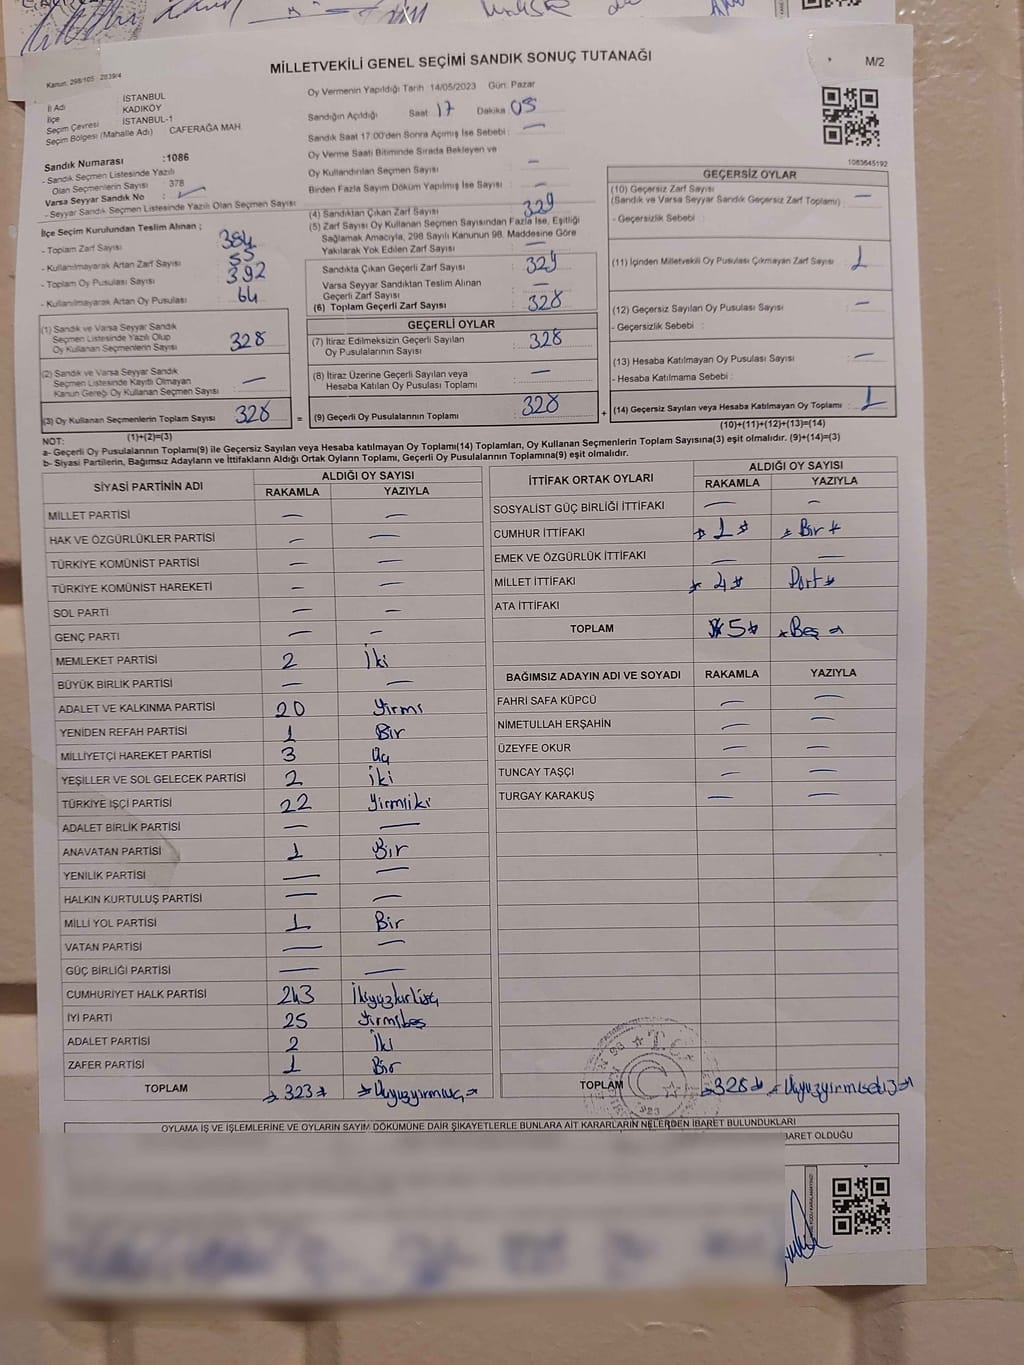 MİLLETVEKİLİ GENEL SEÇİMİ SANDIK SONUÇ TUTANAĞI
M/2
Kanun: 298/105 2839/4
İl Adı İSTANBUL
İlçe KADIKÖY
Seçim Çevresi İSTANBUL-1
Seçim Bölgesi (Mahalle Adı) CAFERAĞA MAH
Sandık Numarası :1086
- Sandık Seçmen Listesinde Yazılı
Olan Seçmenlerin Sayısı : 378
Varsa Seyyar Sandık No :
- Seyyar Sandık Seçmen Listesinde Yazılı Olan Seçmen Sayısı :
İlçe Seçim Kurulundan Teslim Alınan ;
- Toplam Zarf Sayısı : 384
- Kullanılmayarak Artan Zarf Sayısı : 55
- Toplam Oy Pusulası Sayısı : 392
- Kullanılmayarak Artan Oy Pusulası : 64
(1) Sandık ve Varsa Seyyar Sandık
Seçmen Listesinde Yazılı Olup
Oy Kullanan Seçmenlerin Sayısı : 328
(2) Sandık ve Varsa Seyyar Sandık
Seçmen Listesinde Kayıtlı Olmayan
Kanun Gereği Oy Kullanan Seçmen Sayısı : —
(3) Oy Kullanan Seçmenlerin Toplam Sayısı : 328 =
(1)+(2)=(3)
Oy Vermenin Yapıldığı Tarih 14/05/2023 Gün: Pazar
Sandığın Açıldığı Saat 17 Dakika 05
Sandık Saat 17:00'den Sonra Açılmış İse Sebebi : —
Oy Verme Saati Bitiminde Sırada Bekleyen ve
Oy Kullandırılan Seçmen Sayısı : —
Birden Fazla Sayım Döküm Yapılmış İse Sayısı : —
(4) Sandıktan Çıkan Zarf Sayısı : 329
(5) Zarf Sayısı Oy Kullanan Seçmen Sayısından Fazla İse, Eşitliği
Sağlamak Amacıyla, 298 Sayılı Kanunun 98. Maddesine Göre
Yakılarak Yok Edilen Zarf Sayısı : —
Sandıkta Çıkan Geçerli Zarf Sayısı : 329
Varsa Seyyar Sandıktan Teslim Alınan
Geçerli Zarf Sayısı : —
(6) Toplam Geçerli Zarf Sayısı : 328
GEÇERLİ OYLAR
(7) İtiraz Edilmeksizin Geçerli Sayılan
Oy Pusulalarının Sayısı : 328
(8) İtiraz Üzerine Geçerli Sayılan veya
Hesaba Katılan Oy Pusulası Toplamı : —
(9) Geçerli Oy Pusulalarının Toplamı : 328 +
1083645192
GEÇERSİZ OYLAR
(10) Geçersiz Zarf Sayısı
(Sandık ve Varsa Seyyar Sandık Geçersiz Zarf Toplamı) : —
- Geçersizlik Sebebi :
(11) İçinden Milletvekili Oy Pusulası Çıkmayan Zarf Sayısı : 1
(12) Geçersiz Sayılan Oy Pusulası Sayısı : —
- Geçersizlik Sebebi :
(13) Hesaba Katılmayan Oy Pusulası Sayısı : —
- Hesaba Katılmama Sebebi :
(14) Geçersiz Sayılan veya Hesaba Katılmayan Oy Toplamı : 1
(10)+(11)+(12)+(13)=(14)
NOT:
a- Geçerli Oy Pusulalarının Toplamı(9) ile Geçersiz Sayılan veya Hesaba katılmayan Oy Toplamı(14) Toplamları, Oy Kullanan Seçmenlerin Toplam Sayısına(3) eşit olmalıdır. (9)+(14)=(3)
b- Siyasi Partilerin, Bağımsız Adayların ve İttifakların Aldığı Ortak Oyların Toplamı, Geçerli Oy Pusulalarının Toplamına(9) eşit olmalıdır.
SİYASİ PARTİNİN ADI ALDIĞI OY SAYISI
RAKAMLA YAZIYLA
MİLLET PARTİSİ — —
HAK VE ÖZGÜRLÜKLER PARTİSİ — —
TÜRKİYE KOMÜNİST PARTİSİ — —
TÜRKİYE KOMÜNİST HAREKETİ — —
SOL PARTİ — —
GENÇ PARTİ — —
MEMLEKET PARTİSİ 2 İki
BÜYÜK BİRLİK PARTİSİ — —
ADALET VE KALKINMA PARTİSİ 20 Yirmi
YENİDEN REFAH PARTİSİ 1 Bir
MİLLİYETÇİ HAREKET PARTİSİ 3 Üç
YEŞİLLER VE SOL GELECEK PARTİSİ 2 iki
TÜRKİYE İŞÇİ PARTİSİ 22 Yirmiiki
ADALET BİRLİK PARTİSİ — —
ANAVATAN PARTİSİ 1 Bir
YENİLİK PARTİSİ — —
HALKIN KURTULUŞ PARTİSİ — —
MİLLİ YOL PARTİSİ 1 Bir
VATAN PARTİSİ — —
GÜÇ BİRLİĞİ PARTİSİ — —
CUMHURİYET HALK PARTİSİ 243 İkiyüzkırküç
İYİ PARTİ 25 Yirmibeş
ADALET PARTİSİ 2 İki
ZAFER PARTİSİ 1 Bir
TOPLAM 323 Üçyüzyirmiüç
İTTİFAK ORTAK OYLARI ALDIĞI OY SAYISI
RAKAMLA YAZIYLA
SOSYALİST GÜÇ BİRLİĞİ İTTİFAKI — —
CUMHUR İTTİFAKI 1 Bir
EMEK VE ÖZGÜRLÜK İTTİFAKI — —
MİLLET İTTİFAKI 4 Dört
ATA İTTİFAKI
TOPLAM 5 Beş
BAĞIMSIZ ADAYIN ADI VE SOYADI RAKAMLA YAZIYLA
FAHRİ SAFA KÜPCÜ — —
NİMETULLAH ERŞAHİN — —
ÜZEYFE OKUR — —
TUNCAY TAŞÇI — —
TURGAY KARAKUŞ — —
TOPLAM 328 Üçyüzyirmisekiz
T.C.
OYLAMA İŞ VE İŞLEMLERİNE VE OYLARIN SAYIM DÖKÜMÜNE DAİR ŞİKAYETLERLE BUNLARA AİT KARARLARIN NELERDEN İBARET BULUNDUKLARI
BARET OLDUĞU